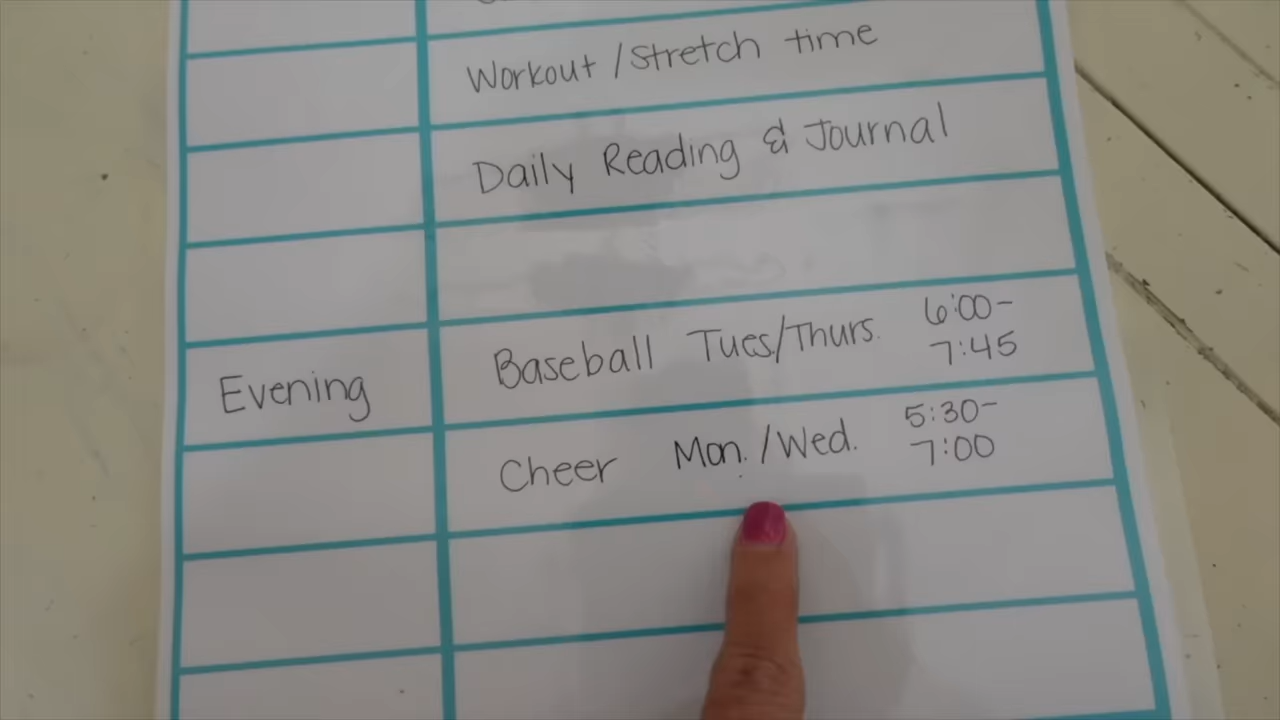 Workout / Stretch time
Daily Reading & Journal
Evening
Baseball Tues./Thurs. 6:00-
7:45
Cheer Mon./Wed. 5:30-
7:00